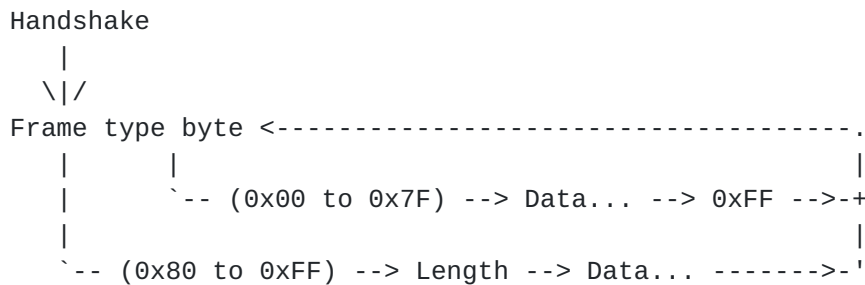 Handshake
   |
  \|/
Frame type byte <-------------------------------------.
   |      |                                           |
   |      `-- (0x00 to 0x7F) --> Data... --> 0xFF -->-+
   |                                                  |
   `-- (0x80 to 0xFF) --> Length --> Data... ------->-'